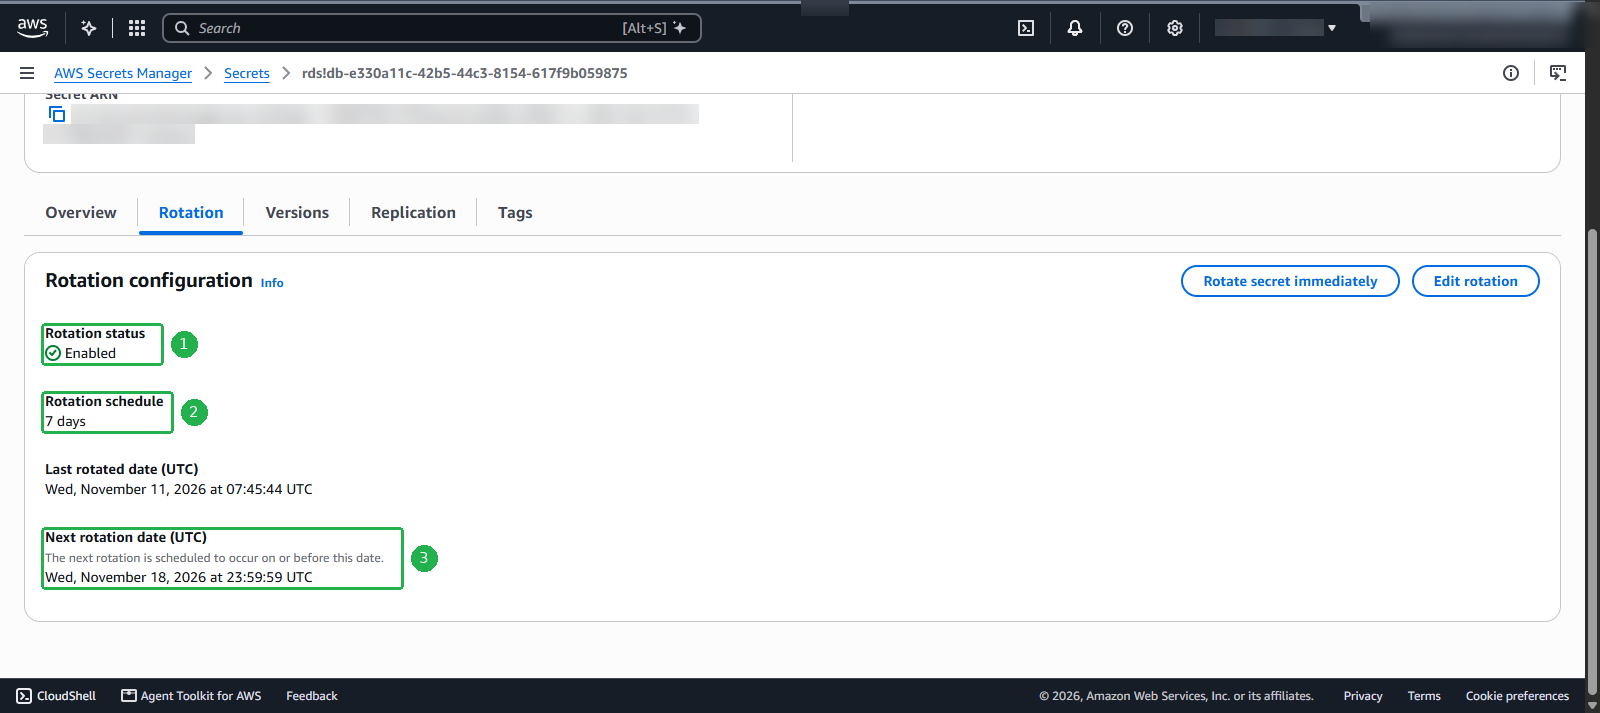 aws
Search [Alt+S]
AWS Secrets Manager > Secrets > rds!db-e330a11c-42b5-44c3-8154-617f9b059875
Secret ARN
Overview Rotation Versions Replication Tags
Rotation configuration Info Rotate secret immediately Edit rotation
Rotation status
Enabled
1
Rotation schedule
7 days
2
Last rotated date (UTC)
Wed, November 11, 2026 at 07:45:44 UTC
Next rotation date (UTC)
The next rotation is scheduled to occur on or before this date.
Wed, November 18, 2026 at 23:59:59 UTC
3
CloudShell Agent Toolkit for AWS Feedback © 2026, Amazon Web Services, Inc. or its affiliates. Privacy Terms Cookie preferences